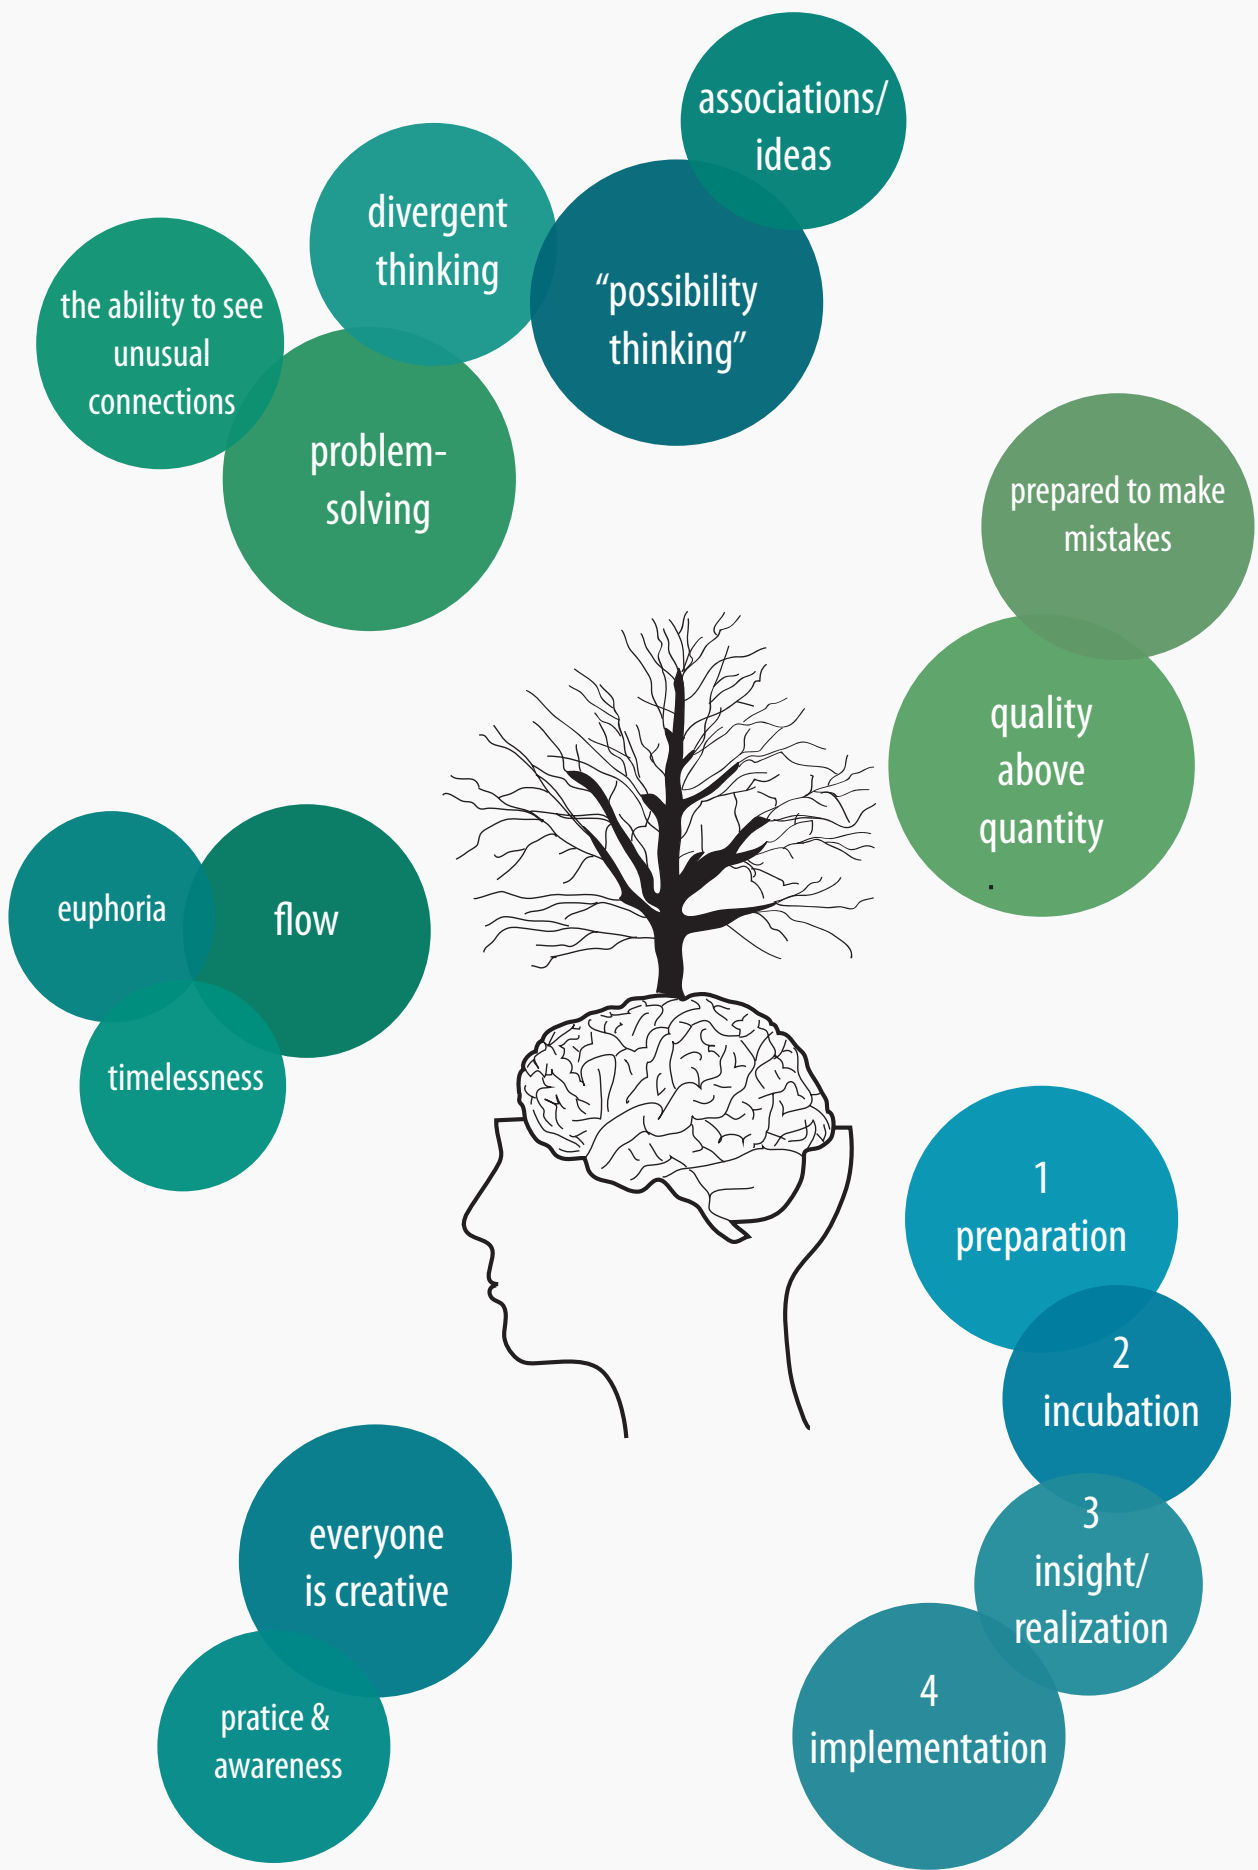 associations/
ideas
divergent
thinking
“possibility
thinking”
the ability to see
unusual
connections
problem-
solving
prepared to make
mistakes
quality
above
quantity
euphoria
flow
timelessness
1
preparation
2
incubation
3
insight/
realization
4
implementation
everyone
is creative
pratice &
awareness